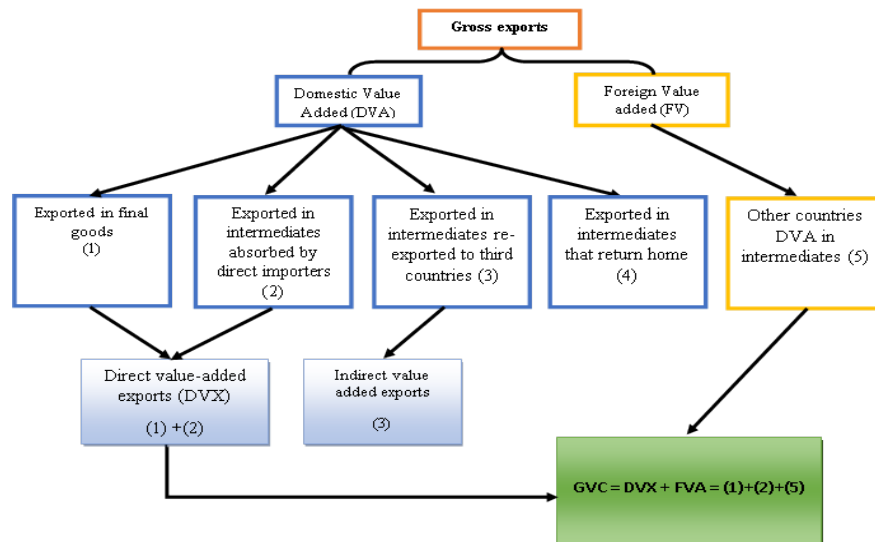 Gross exports
Domestic Value
Added (DVA)
Foreign Value
added (FV)
Exported in final
goods
(1)
Exported in
intermediates
absorbed by
direct importers
(2)
Exported in
intermediates re-
exported to third
countries (3)
Exported in
intermediates
that return home
(4)
Other countries
DVA in
intermediates (5)
Direct value-added
exports (DVX)
(1) +(2)
Indirect value
added exports
(3)
GVC = DVX + FVA = (1)+(2)+(5)